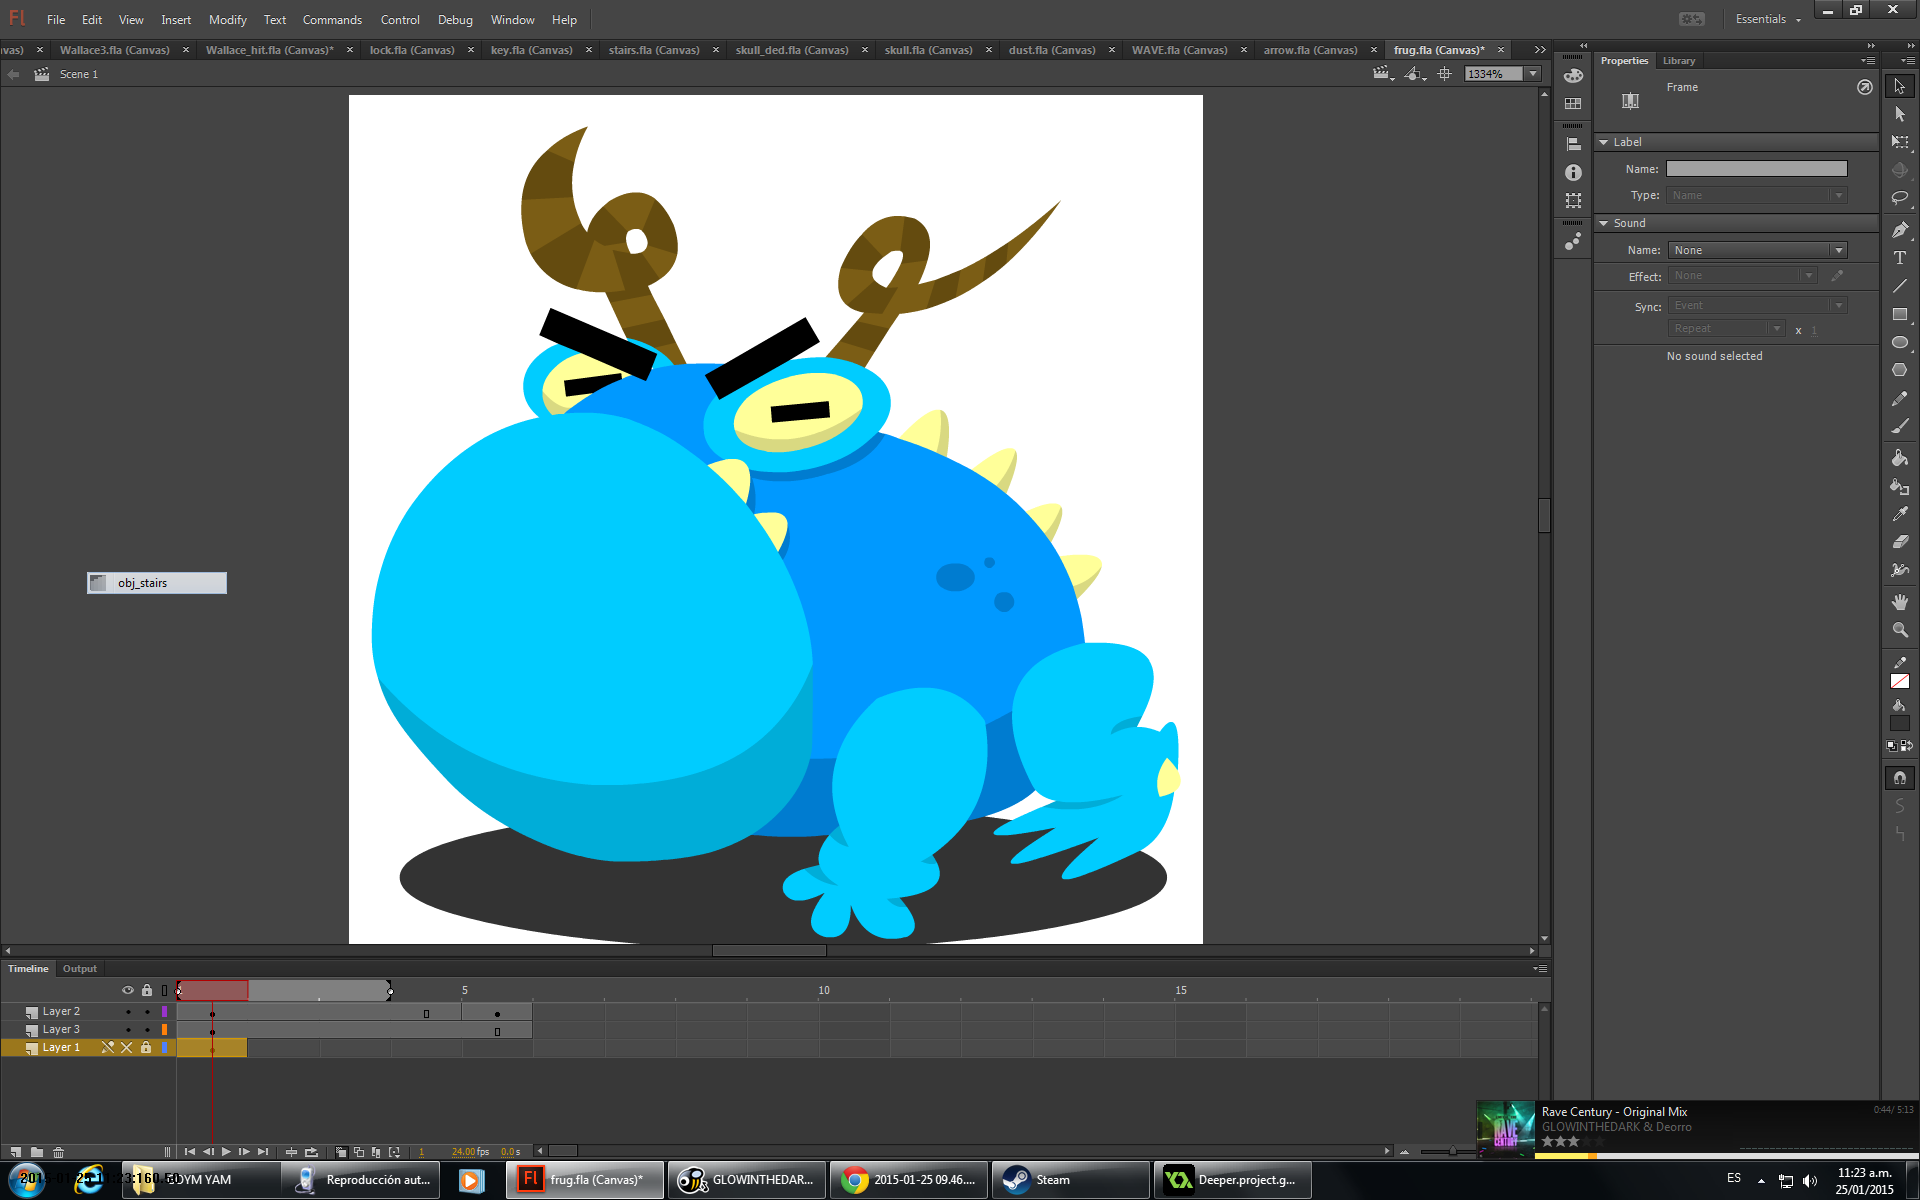 Fl File Edit View Insert Modify Text Commands Control Debug Window Help Essentials
vas) × Wallace3.fla (Canvas) × Wallace_hit.fla (Canvas)* × lock.fla (Canvas) × key.fla (Canvas) × stairs.fla (Canvas) × skull_ded.fla (Canvas) × skull.fla (Canvas) × dust.fla (Canvas) × WAVE.fla (Canvas) × arrow.fla (Canvas) × frug.fla (Canvas)* ×
Scene 1 1334%
Properties Library
Frame
Label
Name:
Type: Name
Sound
Name: None
Effect: None
Sync: Event
Repeat x 1
No sound selected
obj_stairs
Timeline Output
5 10 15
Layer 2
Layer 3
Layer 1
1 24.00 fps 0.0 s
Rave Century - Original Mix 0:44/ 5:13
GLOWINTHEDARK & Deorro
RAVE
CENTURY
DYM YAM Reproducción aut... frug.fla (Canvas)* GLOWINTHEDAR... 2015-01-25 09.46.... Steam Deeper.project.g... ES
11:23 a.m.
25/01/2015